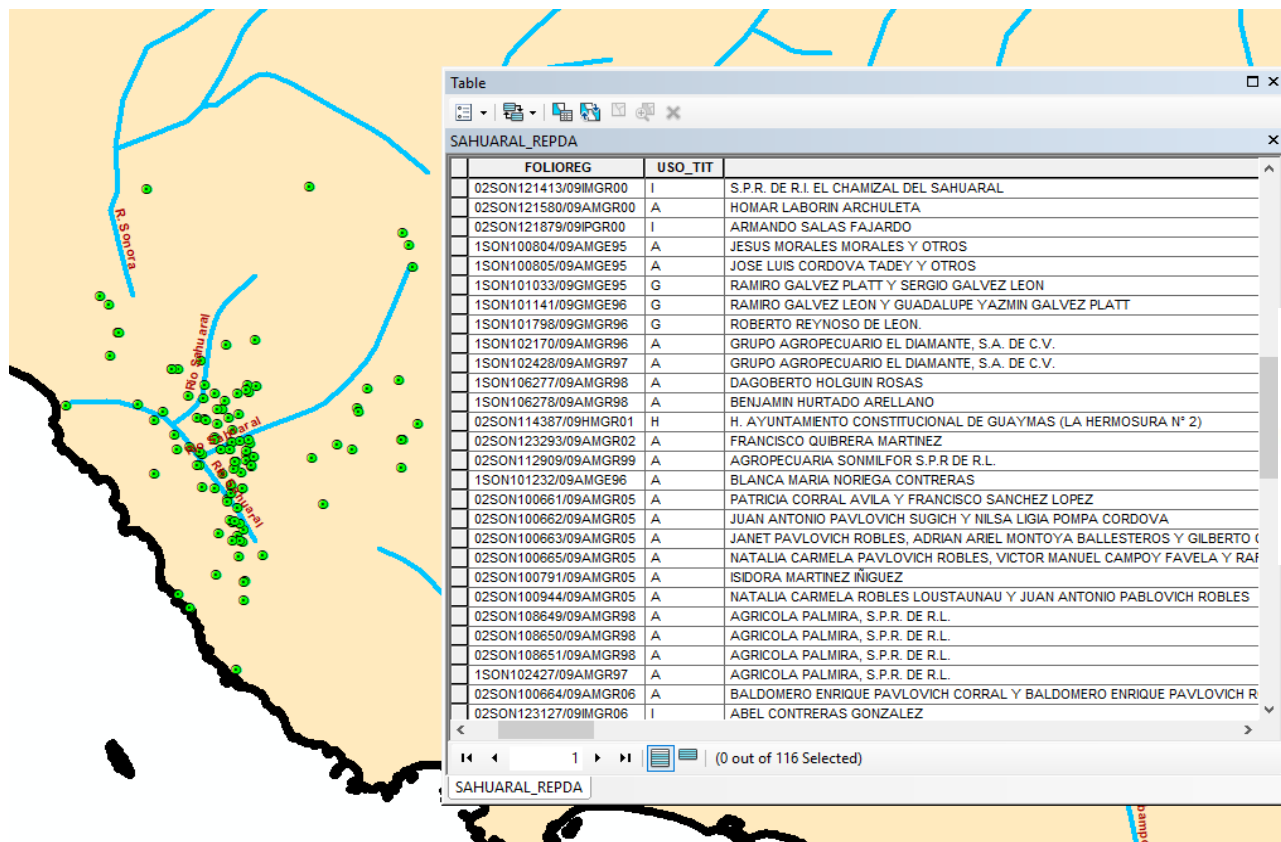 R. Sonora
Rio Sahuaral
Rio Sahuaral
Table
SAHUARAL_REPDA
FOLIOREG USO_TIT
02SON121413/09IMGR00 I S.P.R. DE R.I. EL CHAMIZAL DEL SAHUARAL
02SON121580/09AMGR00 A HOMAR LABORIN ARCHULETA
02SON121879/09IPGR00 I ARMANDO SALAS FAJARDO
1SON100804/09AMGE95 A JESUS MORALES MORALES Y OTROS
1SON100805/09AMGE95 A JOSE LUIS CORDOVA TADEY Y OTROS
1SON101033/09GMGE95 G RAMIRO GALVEZ PLATT Y SERGIO GALVEZ LEON
1SON101141/09GMGE96 G RAMIRO GALVEZ LEON Y GUADALUPE YAZMIN GALVEZ PLATT
1SON101798/09GMGR96 G ROBERTO REYNOSO DE LEON.
1SON102170/09AMGR96 A GRUPO AGROPECUARIO EL DIAMANTE, S.A. DE C.V.
1SON102428/09AMGR97 A GRUPO AGROPECUARIO EL DIAMANTE, S.A. DE C.V.
1SON106277/09AMGR98 A DAGOBERTO HOLGUIN ROSAS
1SON106278/09AMGR98 A BENJAMIN HURTADO ARELLANO
02SON114387/09HMGR01 H H. AYUNTAMIENTO CONSTITUCIONAL DE GUAYMAS (LA HERMOSURA N° 2)
02SON123293/09AMGR02 A FRANCISCO QUIBRERA MARTINEZ
02SON112909/09AMGR99 A AGROPECUARIA SONMILFOR S.P.R DE R.L.
1SON101232/09AMGE96 A BLANCA MARIA NORIEGA CONTRERAS
02SON100661/09AMGR05 A PATRICIA CORRAL AVILA Y FRANCISCO SANCHEZ LOPEZ
02SON100662/09AMGR05 A JUAN ANTONIO PAVLOVICH SUGICH Y NILSA LIGIA POMPA CORDOVA
02SON100663/09AMGR05 A JANET PAVLOVICH ROBLES, ADRIAN ARIEL MONTOYA BALLESTEROS Y GILBERTO
02SON100665/09AMGR05 A NATALIA CARMELA PAVLOVICH ROBLES, VICTOR MANUEL CAMPOY FAVELA Y
02SON100791/09AMGR05 A ISIDORA MARTINEZ IÑIGUEZ
02SON100944/09AMGR05 A NATALIA CARMELA ROBLES LOUSTAUNAU Y JUAN ANTONIO PABLOVICH ROBLES
02SON108649/09AMGR98 A AGRICOLA PALMIRA, S.P.R. DE R.L.
02SON108650/09AMGR98 A AGRICOLA PALMIRA, S.P.R. DE R.L.
02SON108651/09AMGR98 A AGRICOLA PALMIRA, S.P.R. DE R.L.
1SON102427/09AMGR97 A AGRICOLA PALMIRA, S.P.R. DE R.L.
02SON100664/09AMGR06 A BALDOMERO ENRIQUE PAVLOVICH CORRAL Y BALDOMERO ENRIQUE PAVLOVICH
02SON123127/09IMGR06 I ABEL CONTRERAS GONZALEZ
1 (0 out of 116 Selected)
SAHUARAL_REPDA